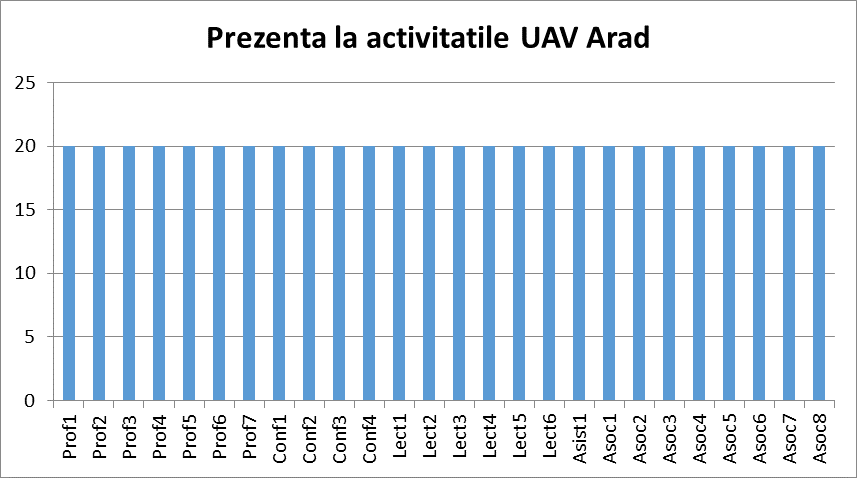 Prezenta la activitatile UAV Arad
25
20
15
10
5
0
Prof1
Prof2
Prof3
Prof4
Prof5
Prof6
Prof7
Conf1
Conf2
Conf3
Conf4
Lect1
Lect2
Lect3
Lect4
Lect5
Lect6
Asist1
Asoc1
Asoc2
Asoc3
Asoc4
Asoc5
Asoc6
Asoc7
Asoc8